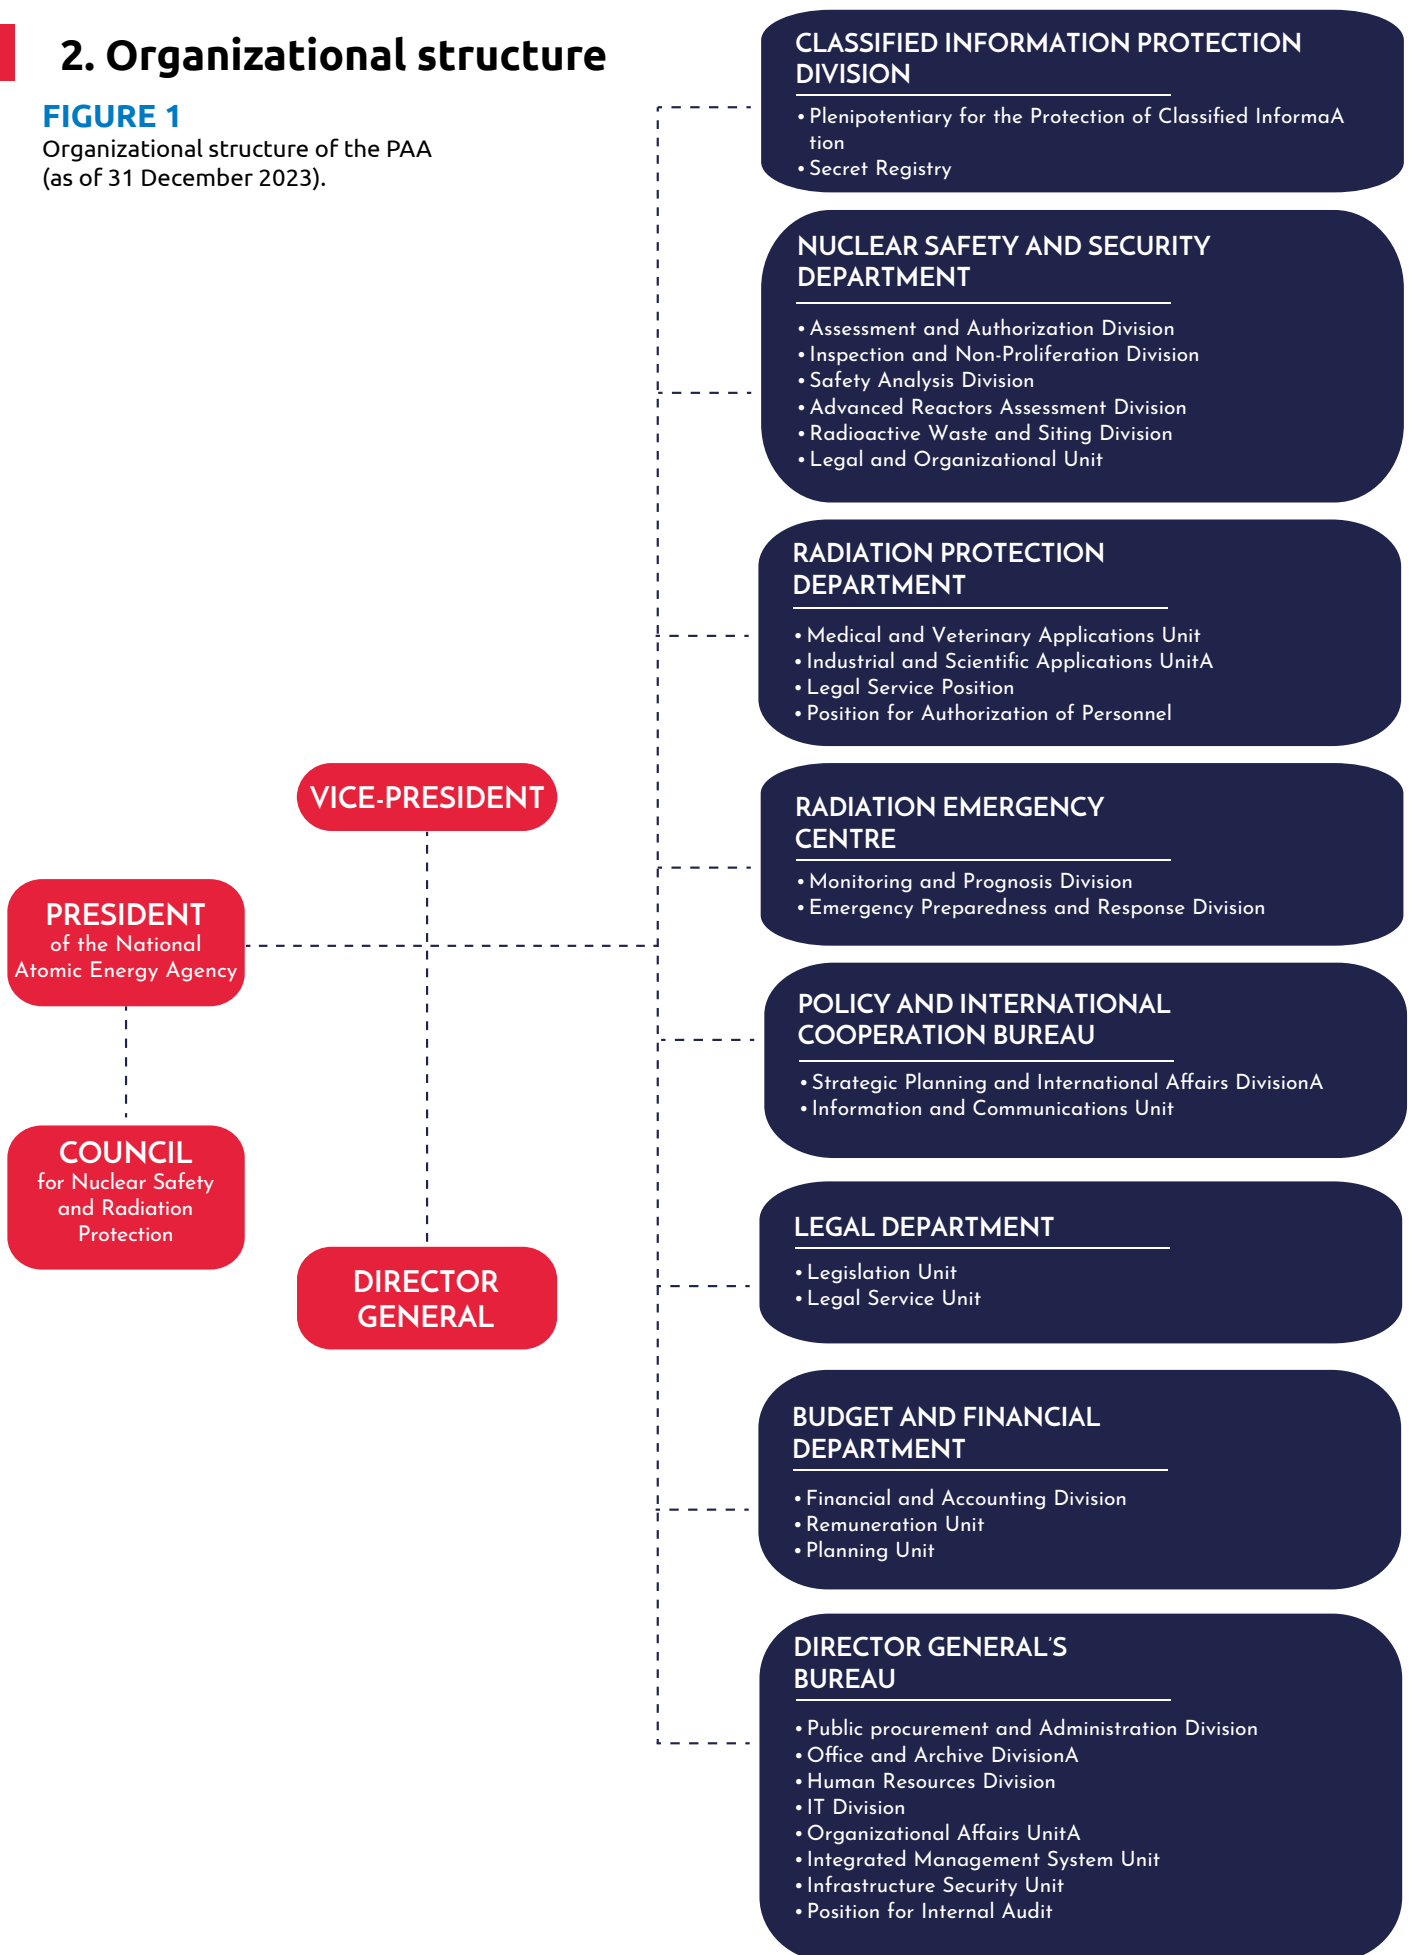 2. Organizational structure
FIGURE 1
Organizational structure of the PAA
(as of 31 December 2023).
PRESIDENT
of the National
Atomic Energy Agency
COUNCIL
for Nuclear Safety
and Radiation
Protection
VICE-PRESIDENT
DIRECTOR
GENERAL
CLASSIFIED INFORMATION PROTECTION
DIVISION
• Plenipotentiary for the Protection of Classified InformaA
tion
• Secret Registry
NUCLEAR SAFETY AND SECURITY
DEPARTMENT
• Assessment and Authorization Division
• Inspection and Non-Proliferation Division
• Safety Analysis Division
• Advanced Reactors Assessment Division
• Radioactive Waste and Siting Division
• Legal and Organizational Unit
RADIATION PROTECTION
DEPARTMENT
• Medical and Veterinary Applications Unit
• Industrial and Scientific Applications UnitA
• Legal Service Position
• Position for Authorization of Personnel
RADIATION EMERGENCY
CENTRE
• Monitoring and Prognosis Division
• Emergency Preparedness and Response Division
POLICY AND INTERNATIONAL
COOPERATION BUREAU
• Strategic Planning and International Affairs DivisionA
• Information and Communications Unit
LEGAL DEPARTMENT
• Legislation Unit
• Legal Service Unit
BUDGET AND FINANCIAL
DEPARTMENT
• Financial and Accounting Division
• Remuneration Unit
• Planning Unit
DIRECTOR GENERAL'S
BUREAU
• Public procurement and Administration Division
• Office and Archive DivisionA
• Human Resources Division
• IT Division
• Organizational Affairs UnitA
• Integrated Management System Unit
• Infrastructure Security Unit
• Position for Internal Audit